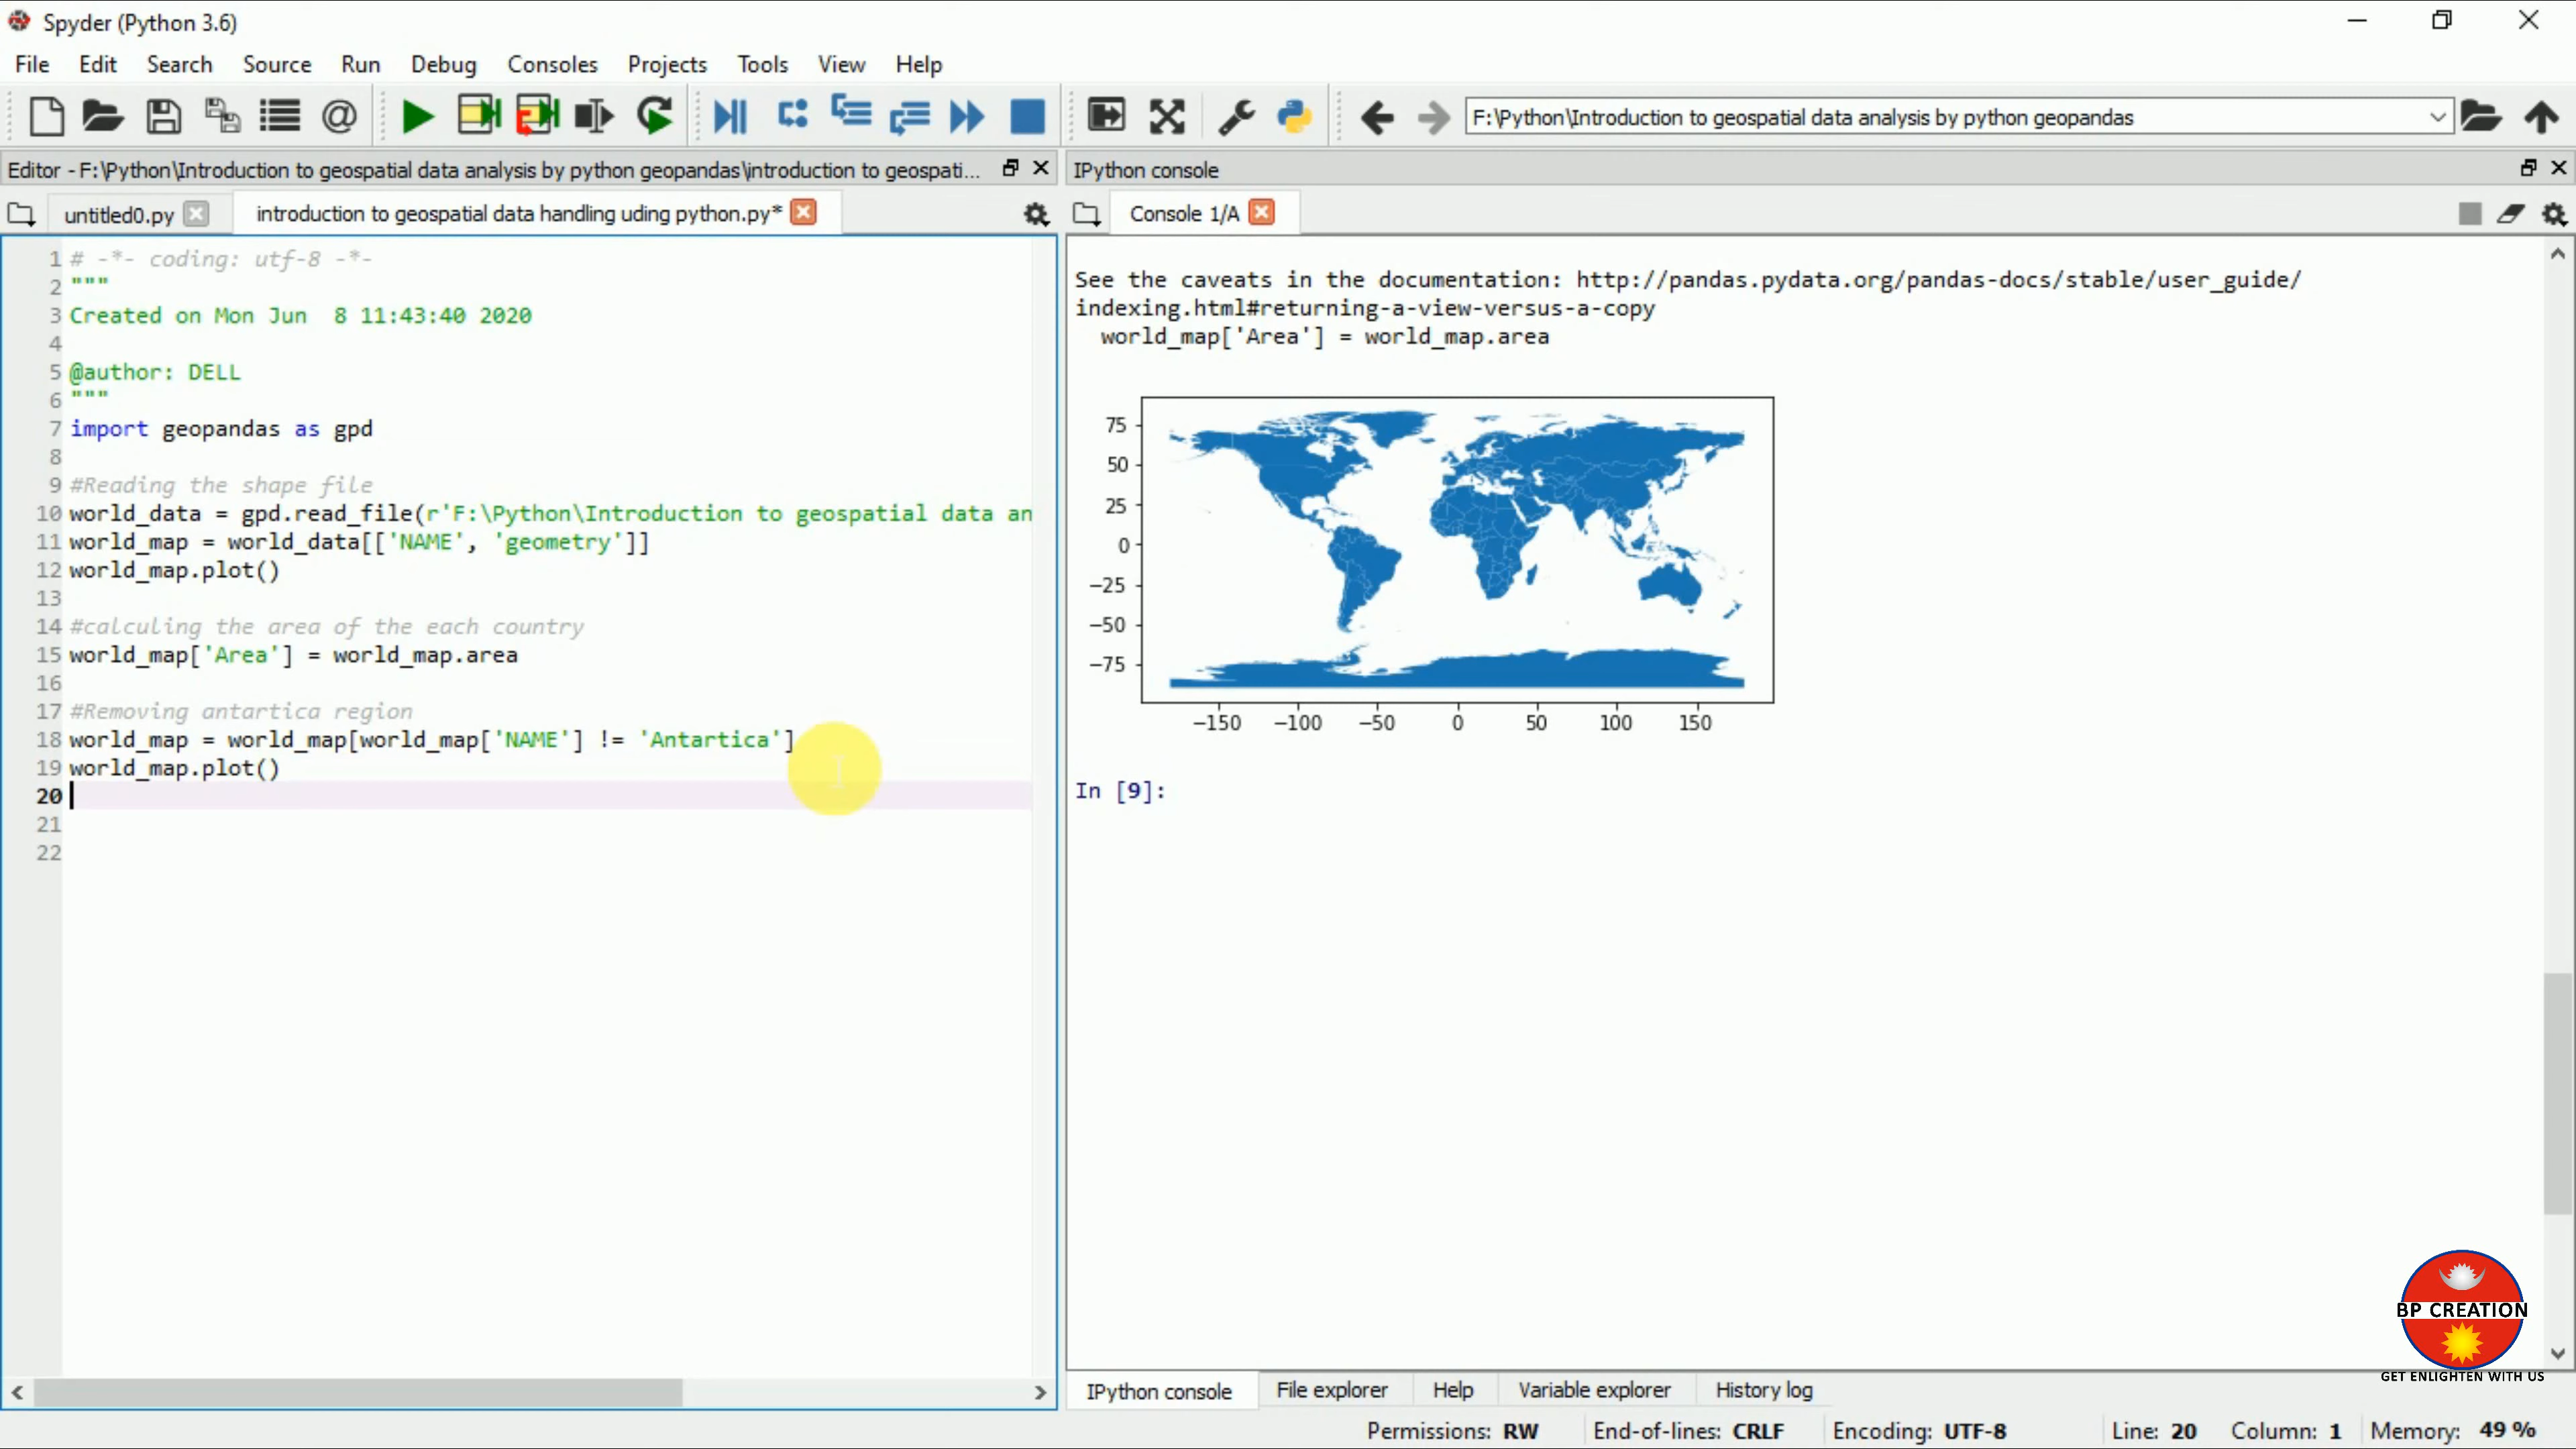 Spyder (Python 3.6)
File Edit Search Source Run Debug Consoles Projects Tools View Help
F:\Python\Introduction to geospatial data analysis by python geopandas
Editor - F:\Python\Introduction to geospatial data analysis by python geopandas\introduction to geospati...
untitled0.py introduction to geospatial data handling uding python.py*
1 # -*- coding: utf-8 -*-
2 """
3 Created on Mon Jun  8 11:43:40 2020
4
5 @author: DELL
6 """
7 import geopandas as gpd
8
9 #Reading the shape file
10 world_data = gpd.read_file(r'F:\Python\Introduction to geospatial data an
11 world_map = world_data[['NAME', 'geometry']]
12 world_map.plot()
13
14 #calculing the area of the each country
15 world_map['Area'] = world_map.area
16
17 #Removing antartica region
18 world_map = world_map[world_map['NAME'] != 'Antartica']
19 world_map.plot()
20
21
22
IPython console
Console 1/A
See the caveats in the documentation: http://pandas.pydata.org/pandas-docs/stable/user_guide/
indexing.html#returning-a-view-versus-a-copy
world_map['Area'] = world_map.area
75
50
25
0
−25
−50
−75
−150 −100 −50 0 50 100 150
In [9]:
BP CREATION
GET ENLIGHTEN WITH US
IPython console File explorer Help Variable explorer History log
Permissions: RW End-of-lines: CRLF Encoding: UTF-8 Line: 20 Column: 1 Memory: 49 %